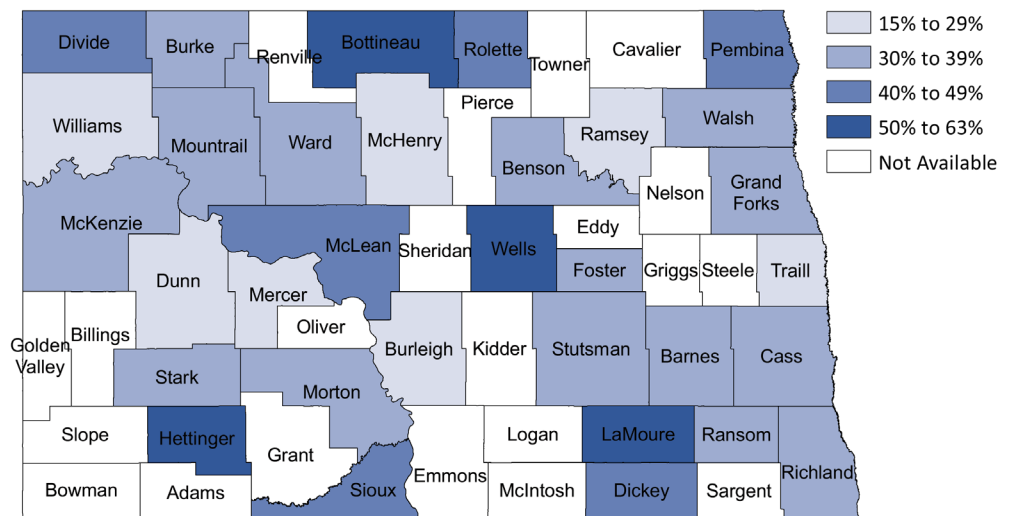 Divide
Burke
Renville
Bottineau
Rolette
Towner
Cavalier
Pembina
15% to 29%
30% to 39%
40% to 49%
50% to 63%
Not Available
Williams
Mountrail
Ward
McHenry
Pierce
Benson
Ramsey
Walsh
Nelson
Grand
Forks
McKenzie
McLean
Sheridan
Wells
Eddy
Foster
Griggs
Steele
Traill
Dunn
Mercer
Oliver
Golden
Valley
Billings
Burleigh
Kidder
Stutsman
Barnes
Cass
Stark
Morton
Slope
Hettinger
Grant
Logan
LaMoure
Ransom
Richland
Bowman
Adams
Sioux
Emmons
McIntosh
Dickey
Sargent